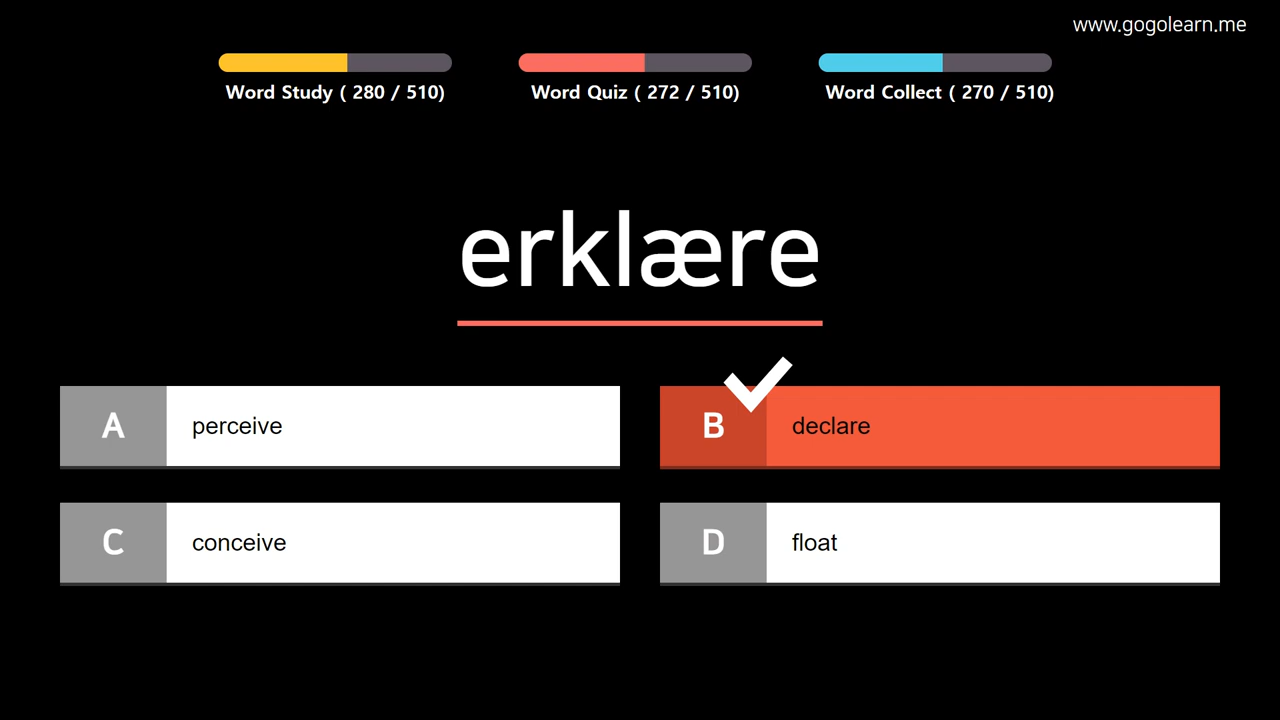 www.gogolearn.me
Word Study ( 280 / 510)
Word Quiz ( 272 / 510)
Word Collect ( 270 / 510)
erklære
A perceive
B declare
C conceive
D float